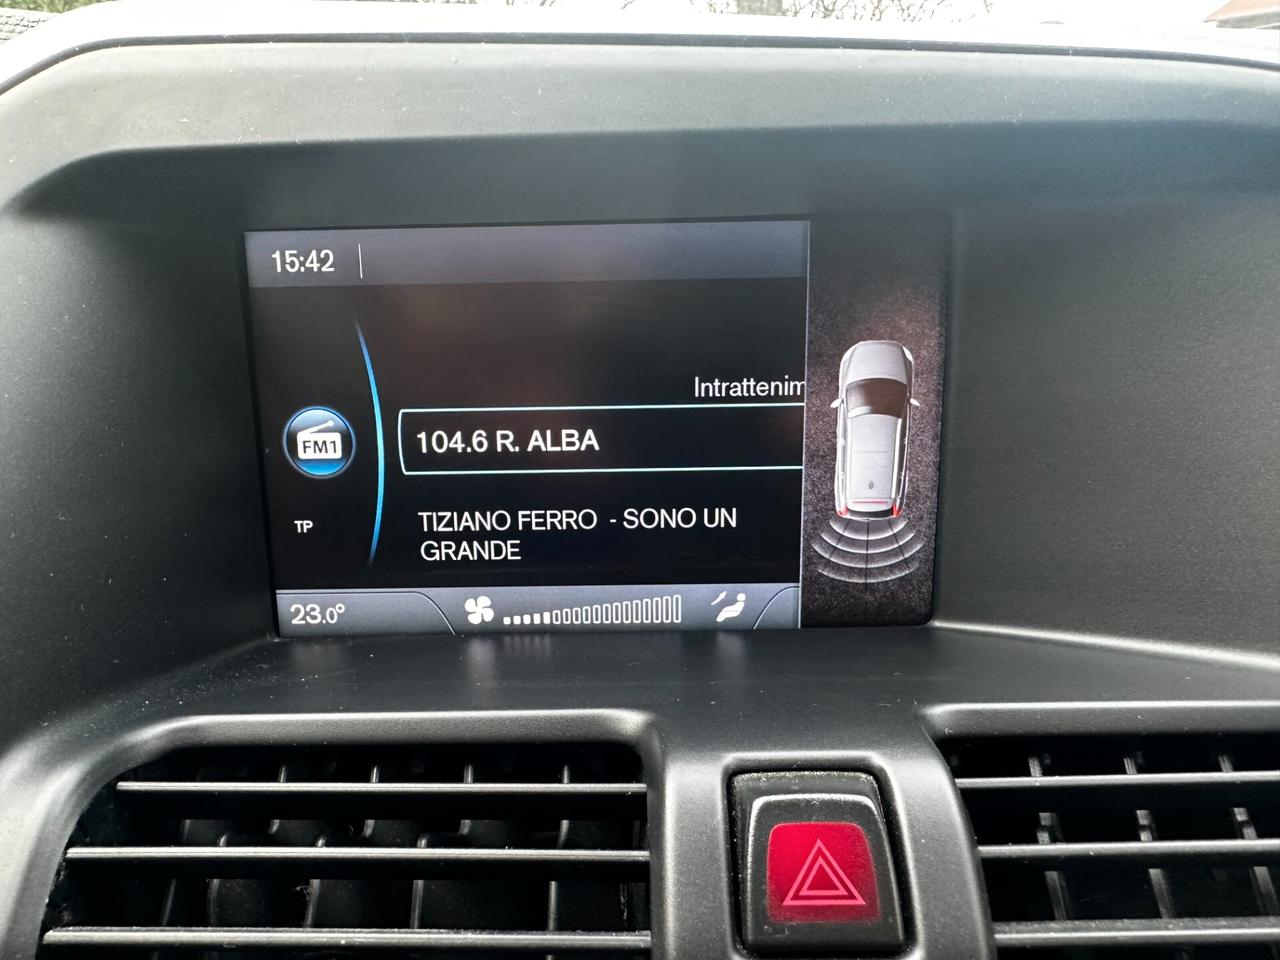 15:42
Intrattenim
FM1
104.6 R. ALBA
TP
TIZIANO FERRO - SONO UN
GRANDE
23.0°